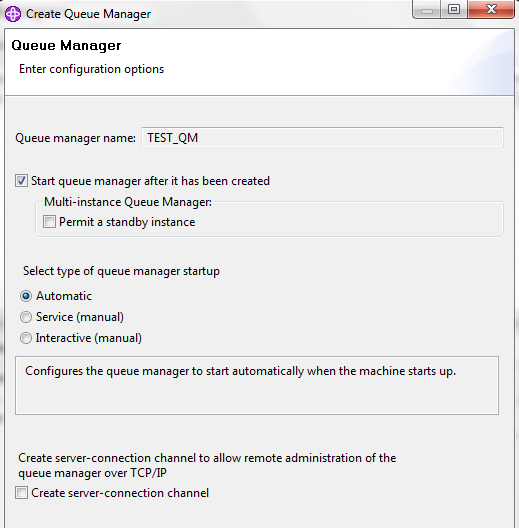 Create Queue Manager
Queue Manager
Enter configuration options
Queue manager name: TEST_QM
Start queue manager after it has been created
Multi-instance Queue Manager:
Permit a standby instance
Select type of queue manager startup
Automatic
Service (manual)
Interactive (manual)
Configures the queue manager to start automatically when the machine starts up.
Create server-connection channel to allow remote administration of the
queue manager over TCP/IP
Create server-connection channel